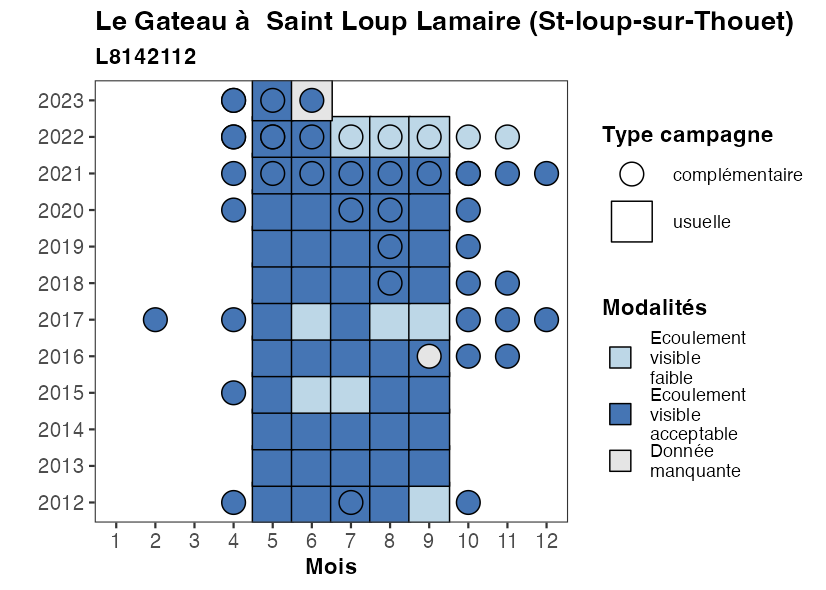 Le Gateau à  Saint Loup Lamaire (St-loup-sur-Thouet)
L8142112
2023
2022
2021
2020
2019
2018
2017
2016
2015
2014
2013
2012
1 2 3 4 5 6 7 8 9 10 11 12
Mois
Type campagne
complémentaire
usuelle
Modalités
Ecoulement
visible
faible
Ecoulement
visible
acceptable
Donnée
manquante